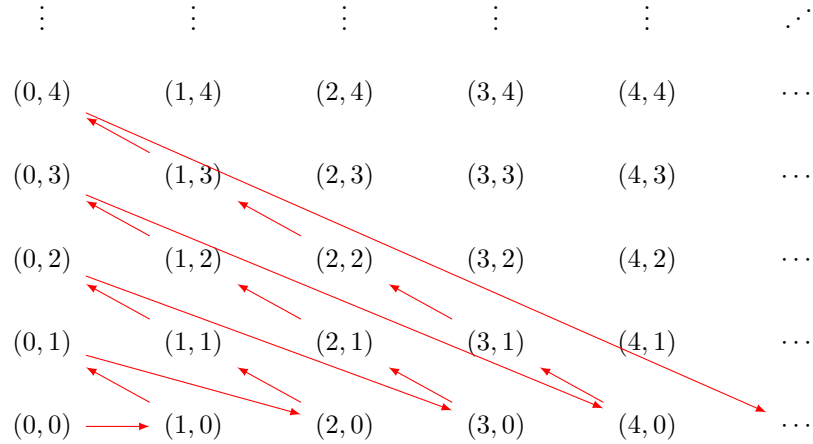 ⋮ ⋮ ⋮ ⋮ ⋮ ⋰
(0, 4) (1, 4) (2, 4) (3, 4) (4, 4) ⋯
(0, 3) (1, 3) (2, 3) (3, 3) (4, 3) ⋯
(0, 2) (1, 2) (2, 2) (3, 2) (4, 2) ⋯
(0, 1) (1, 1) (2, 1) (3, 1) (4, 1) ⋯
(0, 0) (1, 0) (2, 0) (3, 0) (4, 0) ⋯